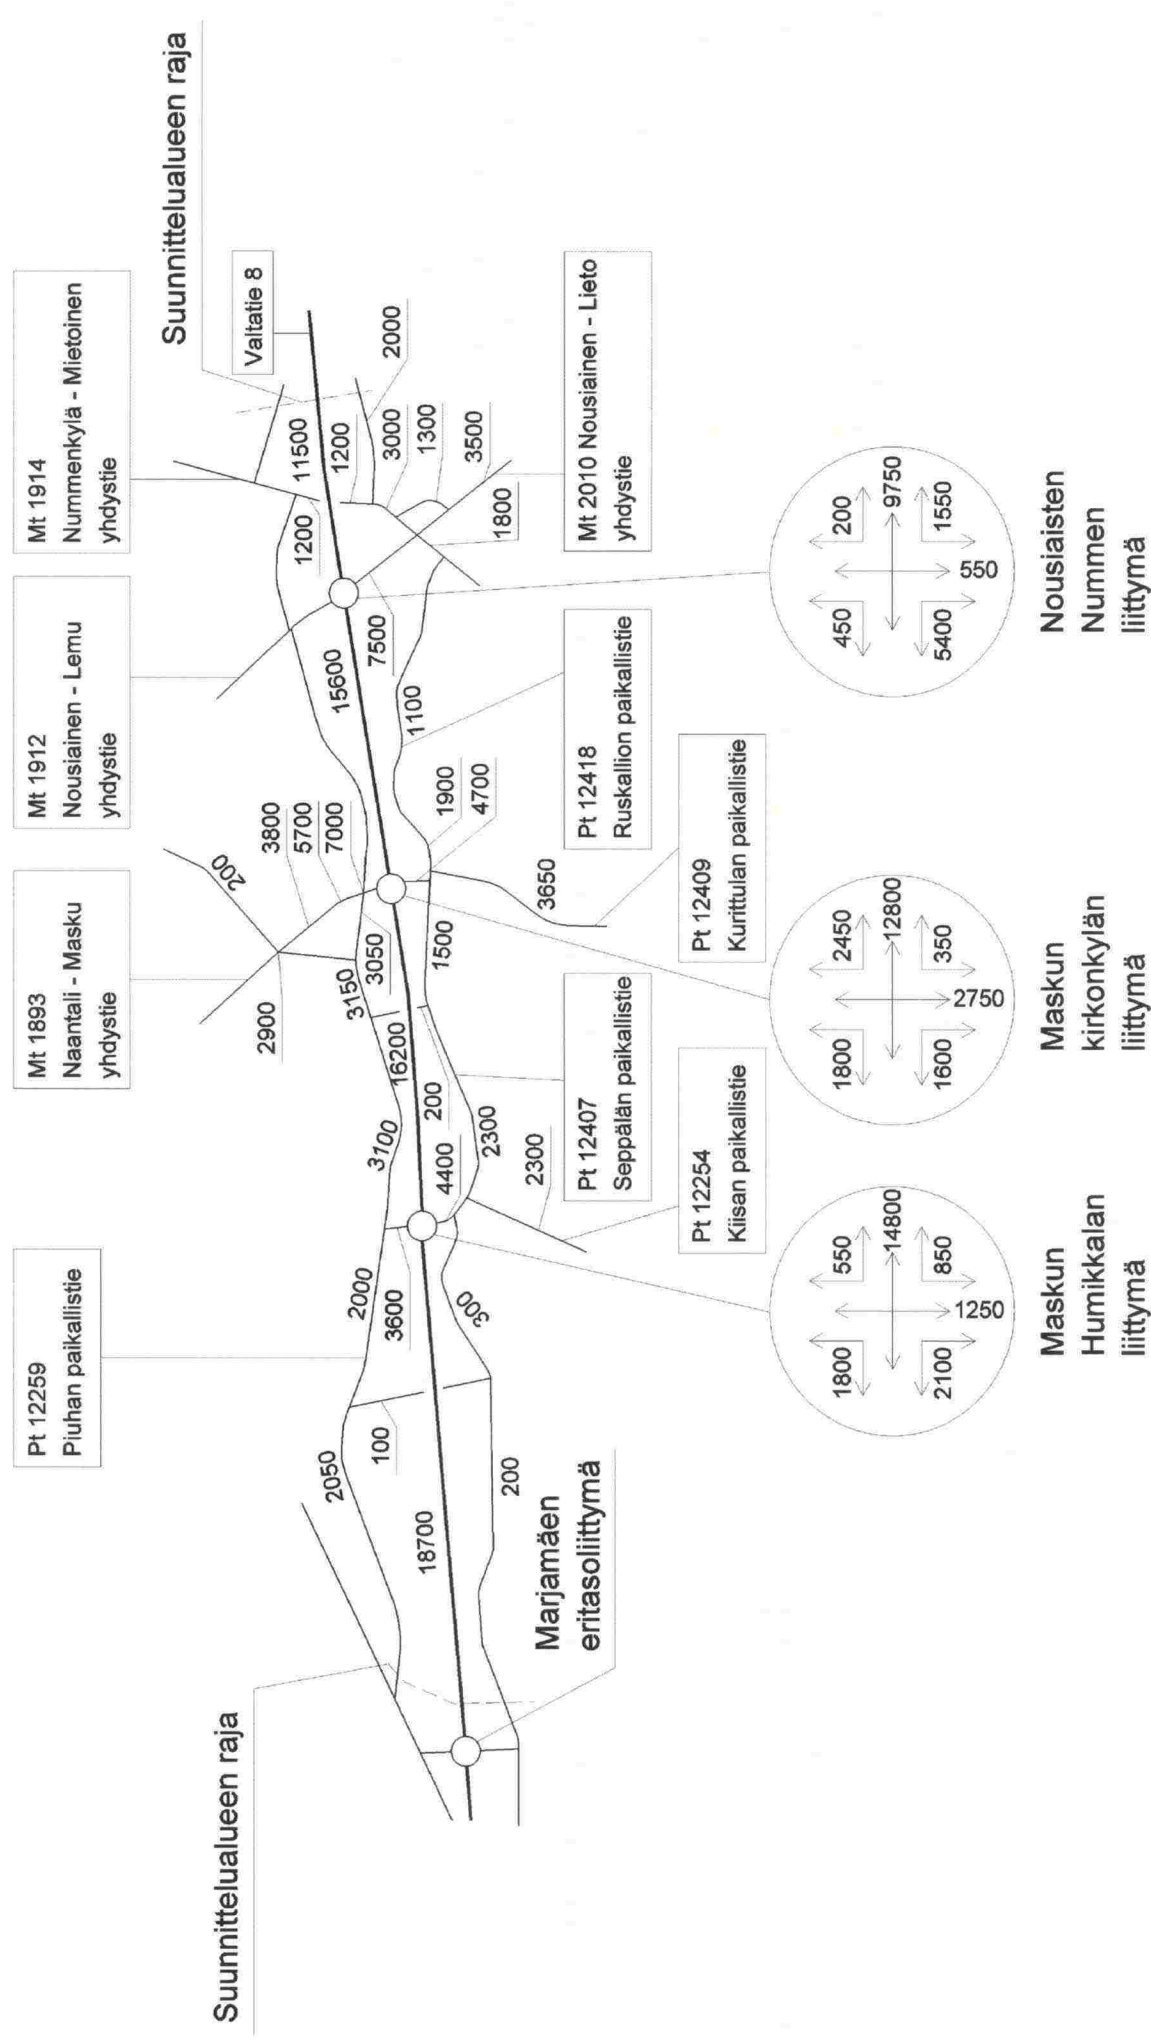 Suunnittelualueen raja
Suunnittelualueen raja
Pt 12259
Piuhan paikallistie
Mt 1893
Naantali - Masku
yhdystie
Mt 1912
Nousiainen - Lemu
yhdystie
Mt 1914
Nummenkylä - Mietoinen
yhdystie
Valtatie 8
200
3800
5700
7000
2900
3050
3150
3100
2000
2050
100
3600
18700
4400
16200
15600
11500
1200
1200
2000
3000
1300
3500
1800
7500
1100
1900
4700
3650
1500
200
2300
2300
300
200
Marjamäen
eritasoliittymä
Pt 12407
Seppälän paikallistie
Pt 12418
Ruskallion paikallistie
Mt 2010 Nousiainen - Lieto
yhdystie
Pt 12254
Kiisan paikallistie
Pt 12409
Kurittulan paikallistie
1800
550
14800
2100
1250
850
Maskun
Humikkalan
liittymä
1800
2450
12800
1600
2750
350
Maskun
kirkonkylän
liittymä
450
200
9750
5400
550
1550
Nousiaisten
Nummen
liittymä